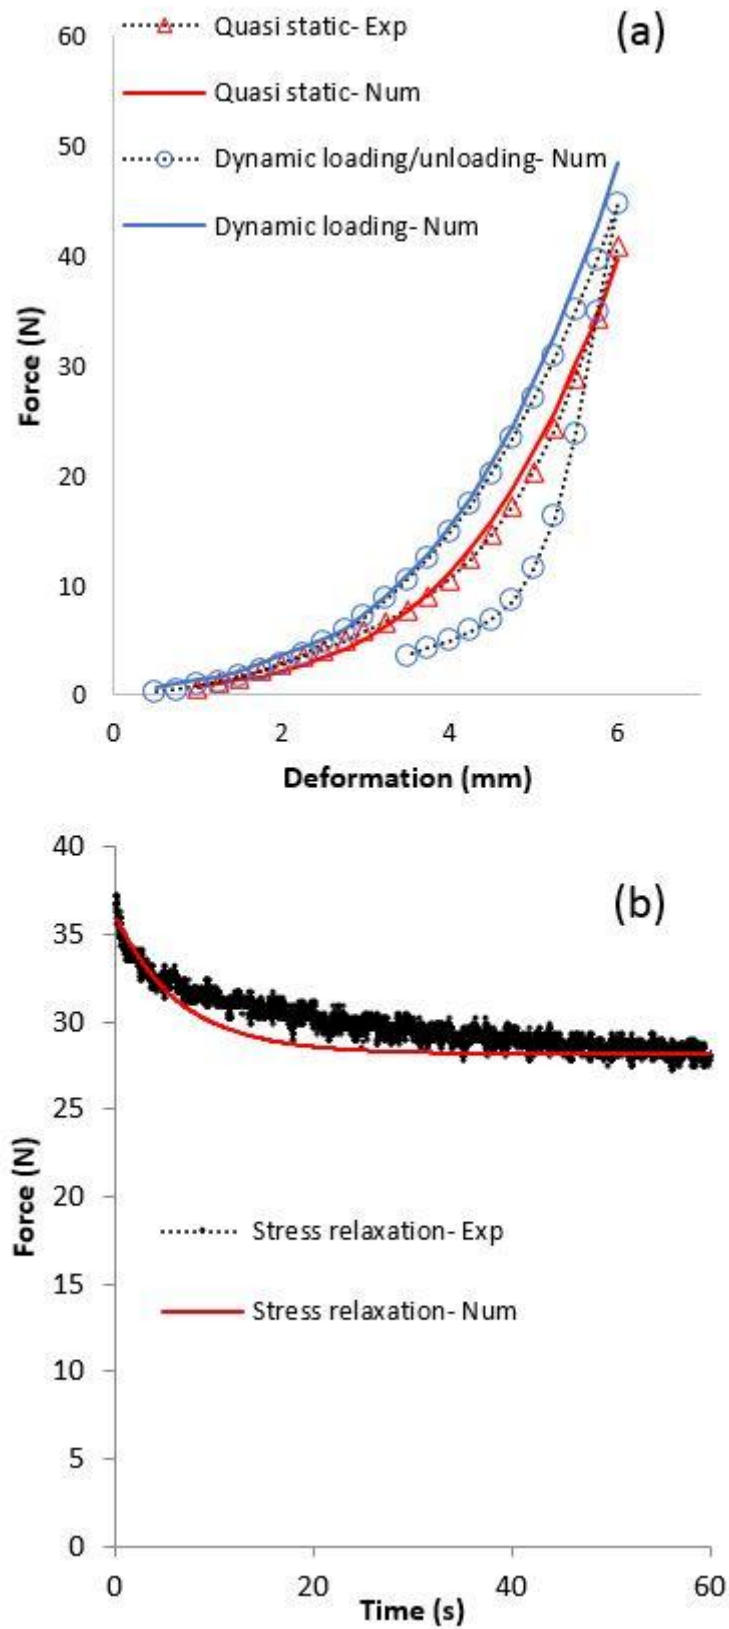 Quasi static- Exp
(a)
Quasi static- Num
Dynamic loading/unloading- Num
Dynamic loading- Num
60
50
40
30
20
10
0
Force (N)
0 2 4 6
Deformation (mm)
40
35
30
25
20
15
10
5
0
(b)
Force (N)
Stress relaxation- Exp
Stress relaxation- Num
0 20 40 60
Time (s)